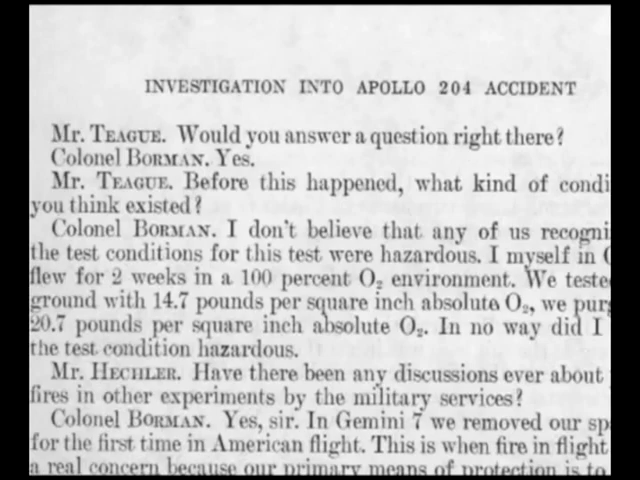 INVESTIGATION INTO APOLLO 204 ACCIDENT
Mr. TEAGUE. Would you answer a question right there?
Colonel BORMAN. Yes.
Mr. TEAGUE. Before this happened, what kind of condi
you think existed?
Colonel BORMAN. I don't believe that any of us recogni
the test conditions for this test were hazardous. I myself in
flew for 2 weeks in a 100 percent O₂ environment. We teste
ground with 14.7 pounds per square inch absolute O₂, we pur
20.7 pounds per square inch absolute O₂. In no way did I
the test condition hazardous.
Mr. HECHLER. Have there been any discussions ever about
fires in other experiments by the military services?
Colonel BORMAN. Yes, sir. In Gemini 7 we removed our sp
for the first time in American flight. This is when fire in flight
a real concern because our primary means of protection is to